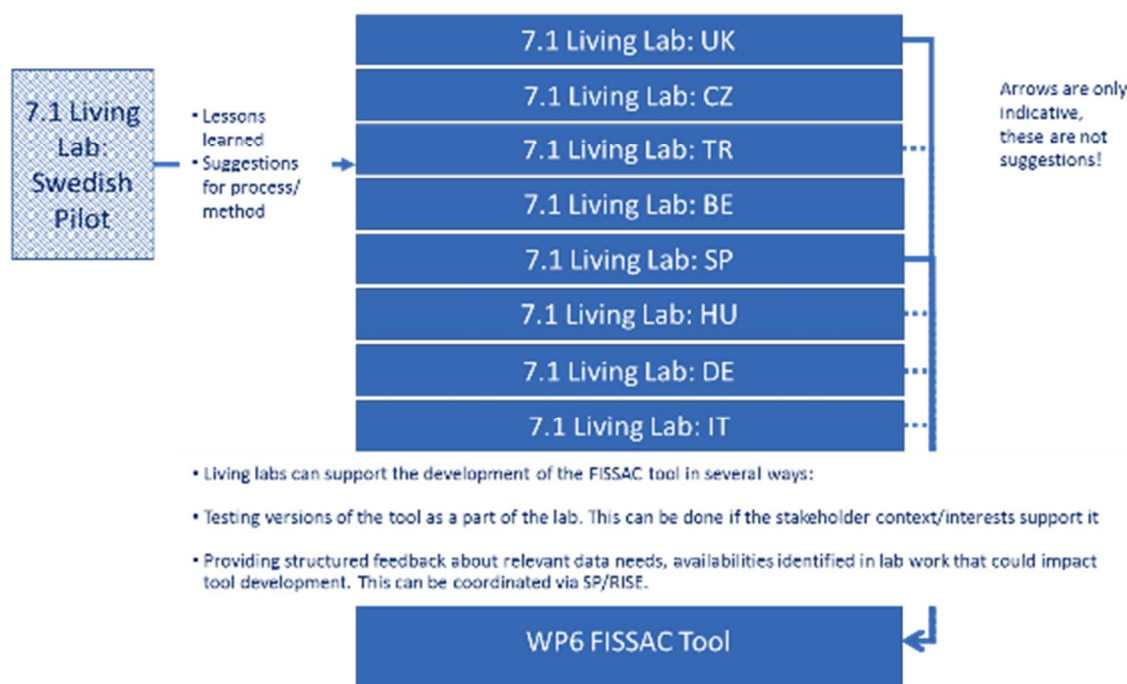 7.1 Living
Lab:
Swedish
Pilot
• Lessons
learned
• Suggestions
for process/
method
7.1 Living Lab: UK
7.1 Living Lab: CZ
7.1 Living Lab: TR
7.1 Living Lab: BE
7.1 Living Lab: SP
7.1 Living Lab: HU
7.1 Living Lab: DE
7.1 Living Lab: IT
Arrows are only
indicative,
these are not
suggestions!
• Living labs can support the development of the FISSAC tool in several ways:
• Testing versions of the tool as a part of the lab. This can be done if the stakeholder context/interests support it
• Providing structured feedback about relevant data needs, availabilities identified in lab work that could impact
tool development. This can be coordinated via SP/RISE.
WP6 FISSAC Tool